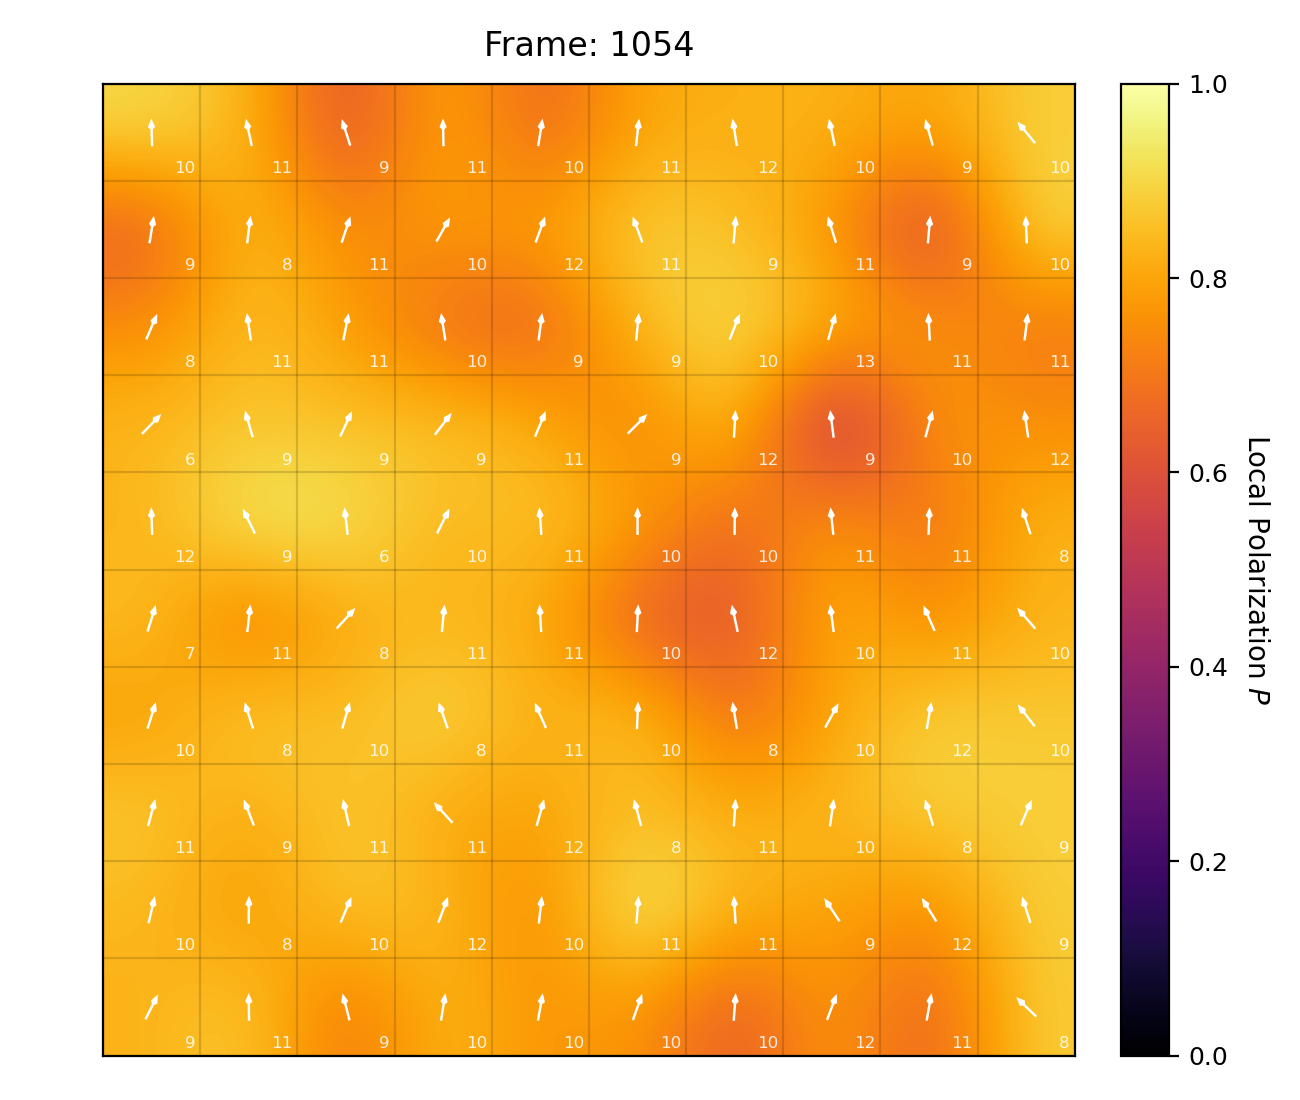 Frame: 1054
10 11 9 11 10 11 12 10 9 10
9 8 11 10 12 11 9 11 9 10
8 11 11 10 9 9 10 13 11 11
6 9 9 9 11 9 12 9 10 12
12 9 6 10 11 10 10 11 11 8
7 11 8 11 11 10 12 10 11 10
10 8 10 8 11 10 8 10 12 10
11 9 11 11 12 8 11 10 8 9
10 8 10 12 10 11 11 9 12 9
9 11 9 10 10 10 10 12 11 8
1.0
0.8
0.6
0.4
0.2
0.0
Local Polarization P